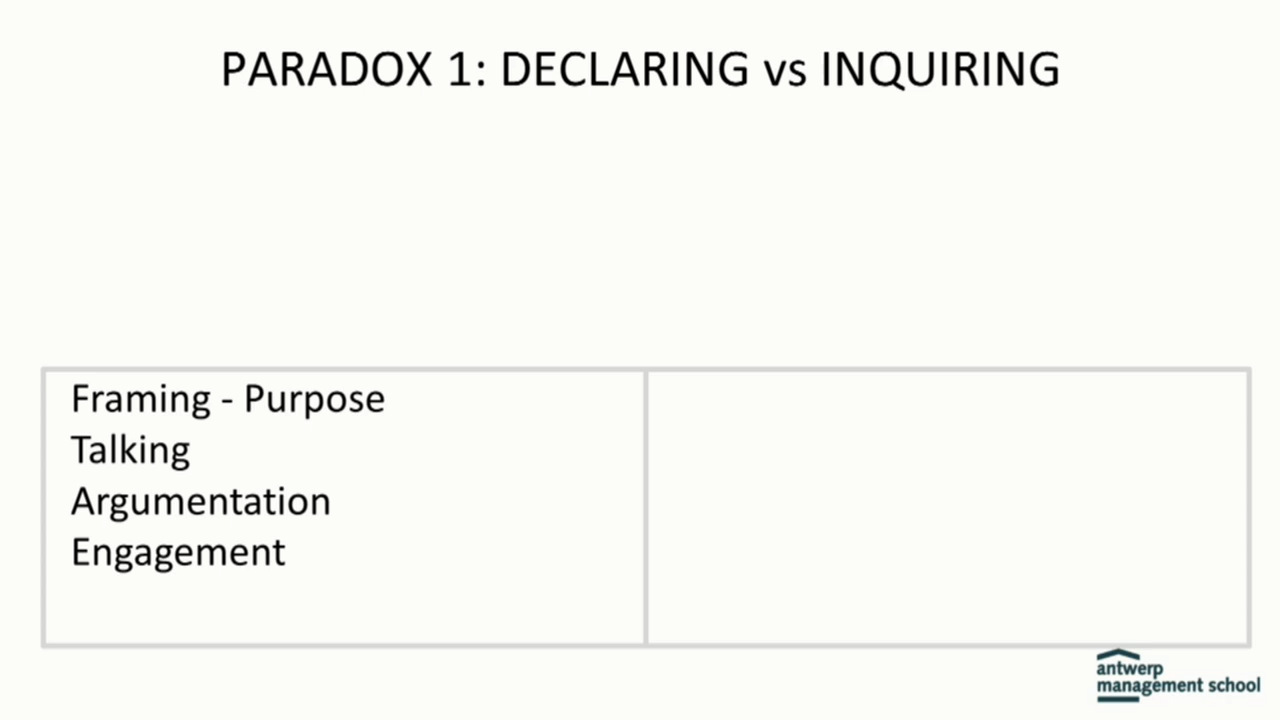 PARADOX 1: DECLARING vs INQUIRING
Framing - Purpose
Talking
Argumentation
Engagement
antwerp
management school